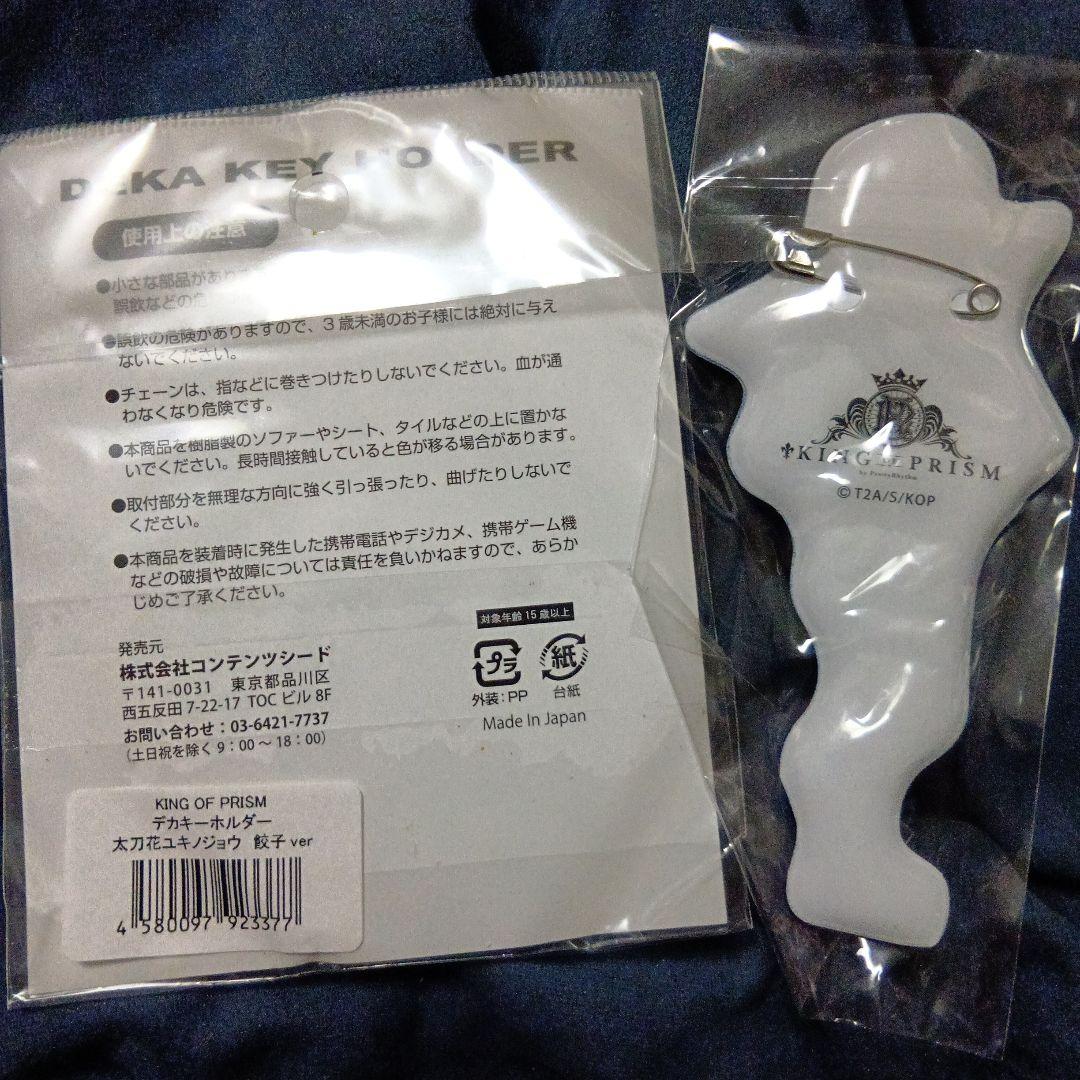 DEKA KEY HOLDER
使用上の注意
●小さな部品があり
誤飲などの危
●誤飲の危険がありますので、3歳未満のお子様には絶対に与え
ないでください。
●チェーンは、指などに巻きつけたりしないでください。血が通
わなくなり危険です。
●本商品を樹脂製のソファーやシート、タイルなどの上に置かな
いでください。長時間接触していると色が移る場合があります。
●取付部分を無理な方向に強く引っ張ったり、曲げたりしないで
ください。
●本商品を装着時に発生した携帯電話やデジカメ、携帯ゲーム機
などの破損や故障については責任を負いかねますので、あらか
じめご了承ください。
対象年齢15歳以上
発売元
株式会社コンテンツシード
〒141-0031 東京都品川区
西五反田 7-22-17 TOC ビル 8F
お問い合わせ：03-6421-7737
（土日祝を除く 9：00～18：00）
プラ
外装：PP
紙
台紙
Made In Japan
KING OF PRISM
デカキーホルダー
太刀花ユキノジョウ 餃子ver
4 580097 923377
KING OF PRISM
by PrettyRhythm
© T2A/S/KOP